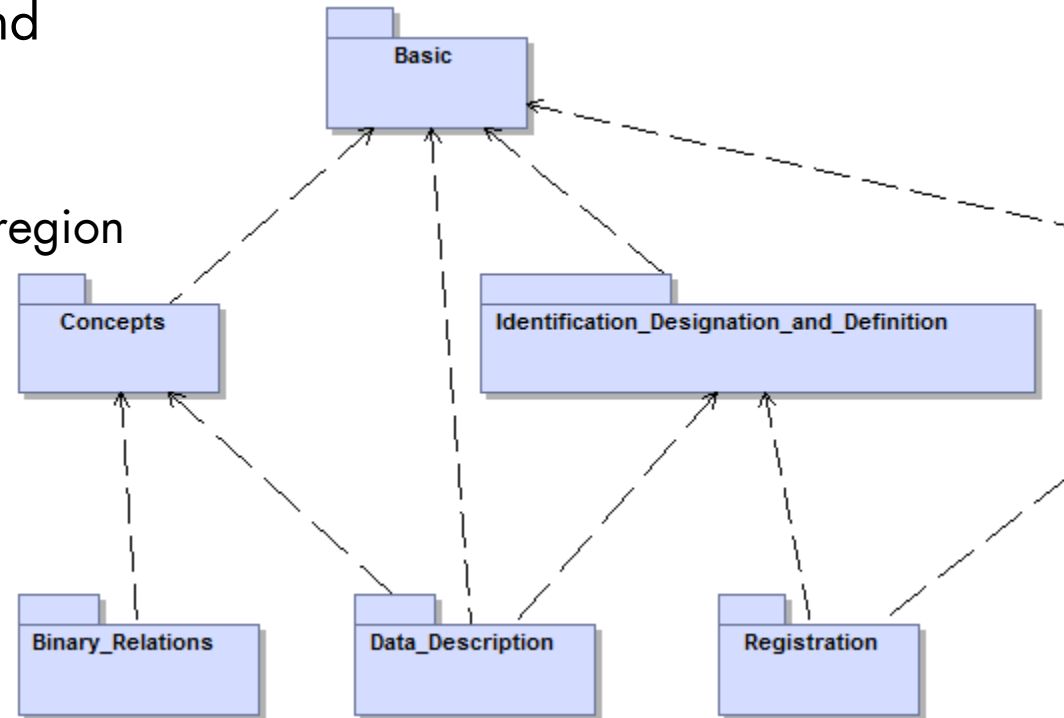 nd
Basic
region
Concepts
Identification_Designation_and_Definition
Binary_Relations
Data_Description
Registration